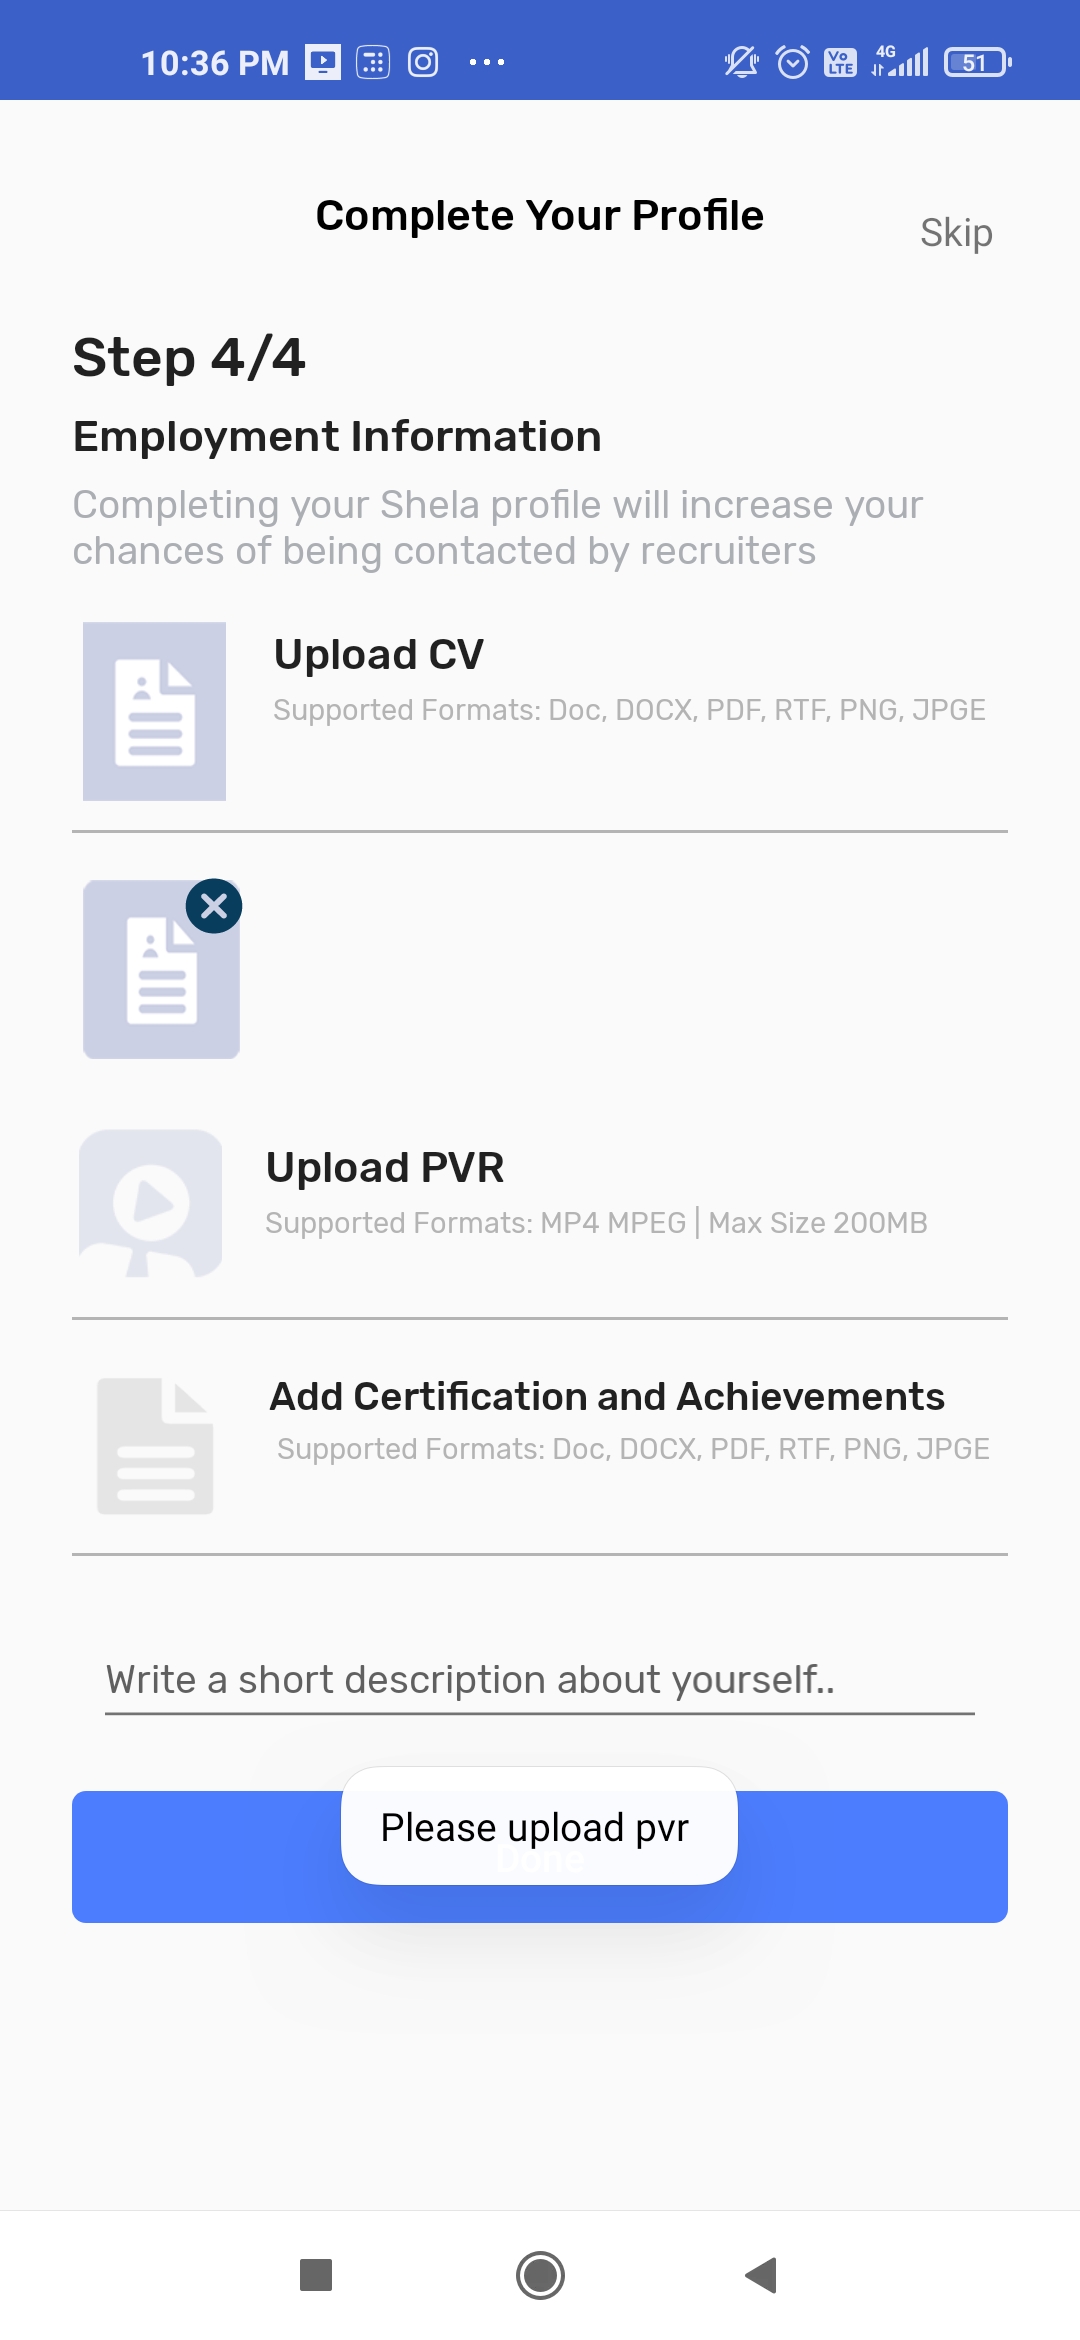 10:36 PM
Vo LTE
4G
51
Complete Your Profile
Skip
Step 4/4
Employment Information
Completing your Shela profile will increase your
chances of being contacted by recruiters
Upload CV
Supported Formats: Doc, DOCX, PDF, RTF, PNG, JPGE
Upload PVR
Supported Formats: MP4 MPEG | Max Size 200MB
Add Certification and Achievements
Supported Formats: Doc, DOCX, PDF, RTF, PNG, JPGE
Write a short description about yourself..
Please upload pvr
Done